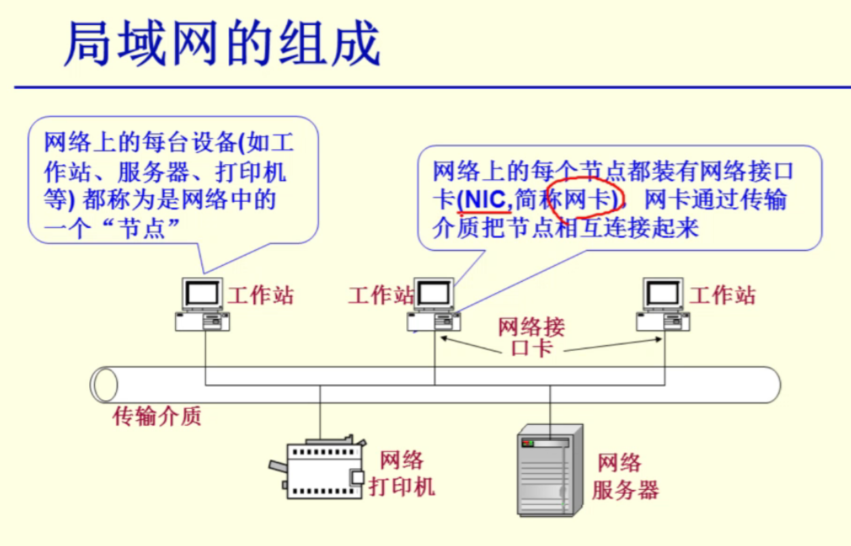 局域网的组成
网络上的每台设备(如工
作站、服务器、打印机
等) 都称为是网络中的
一个“节点”
网络上的每个节点都装有网络接口
卡(NIC,简称网卡)，网卡通过传输
介质把节点相互连接起来
工作站
工作站
工作站
网络接
口卡
传输介质
网络
打印机
网络
服务器